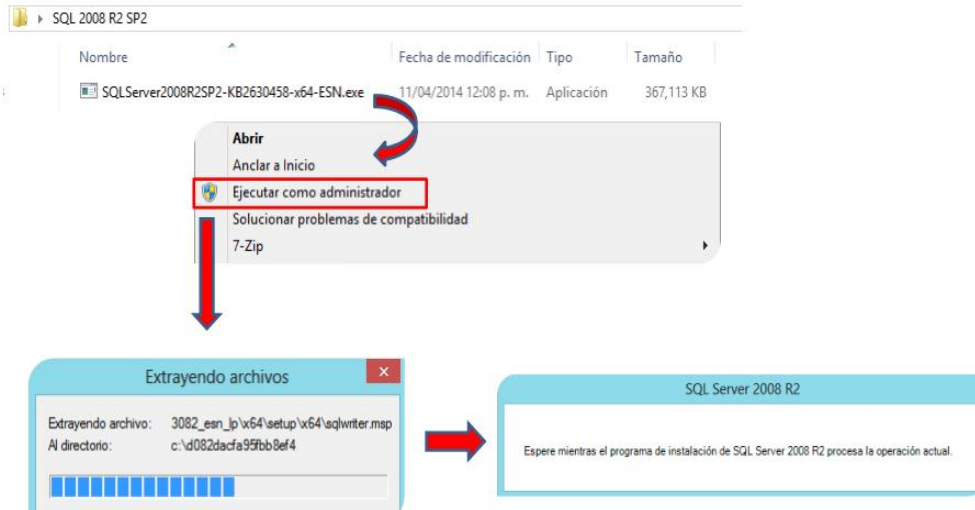 SQL 2008 R2 SP2
Nombre Fecha de modificación Tipo Tamaño
SQLServer2008R2SP2-KB2630458-x64-ESN.exe 11/04/2014 12:08 p. m. Aplicación 367,113 KB
Abrir
Anclar a Inicio
Ejecutar como administrador
Solucionar problemas de compatibilidad
7-Zip
Extrayendo archivos
Extrayendo archivo: 3082_esn_lp\x64\setup\x64\sqlwriter.msp
Al directorio: c:\d082dacfa95fbb8ef4
SQL Server 2008 R2
Espere mientras el programa de instalación de SQL Server 2008 R2 procesa la operación actual.